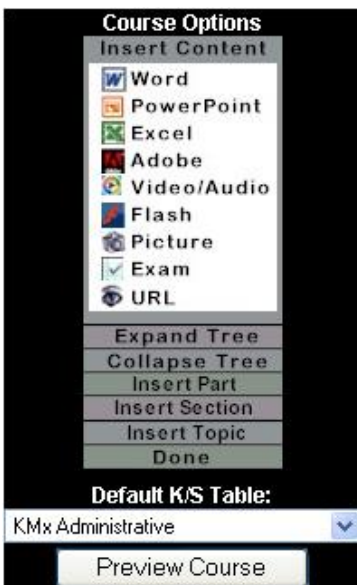 Course Options
Insert Content
Word
PowerPoint
Excel
Adobe
Video/Audio
Flash
Picture
Exam
URL
Expand Tree
Collapse Tree
Insert Part
Insert Section
Insert Topic
Done
Default K/S Table:
KMx Administrative
Preview Course